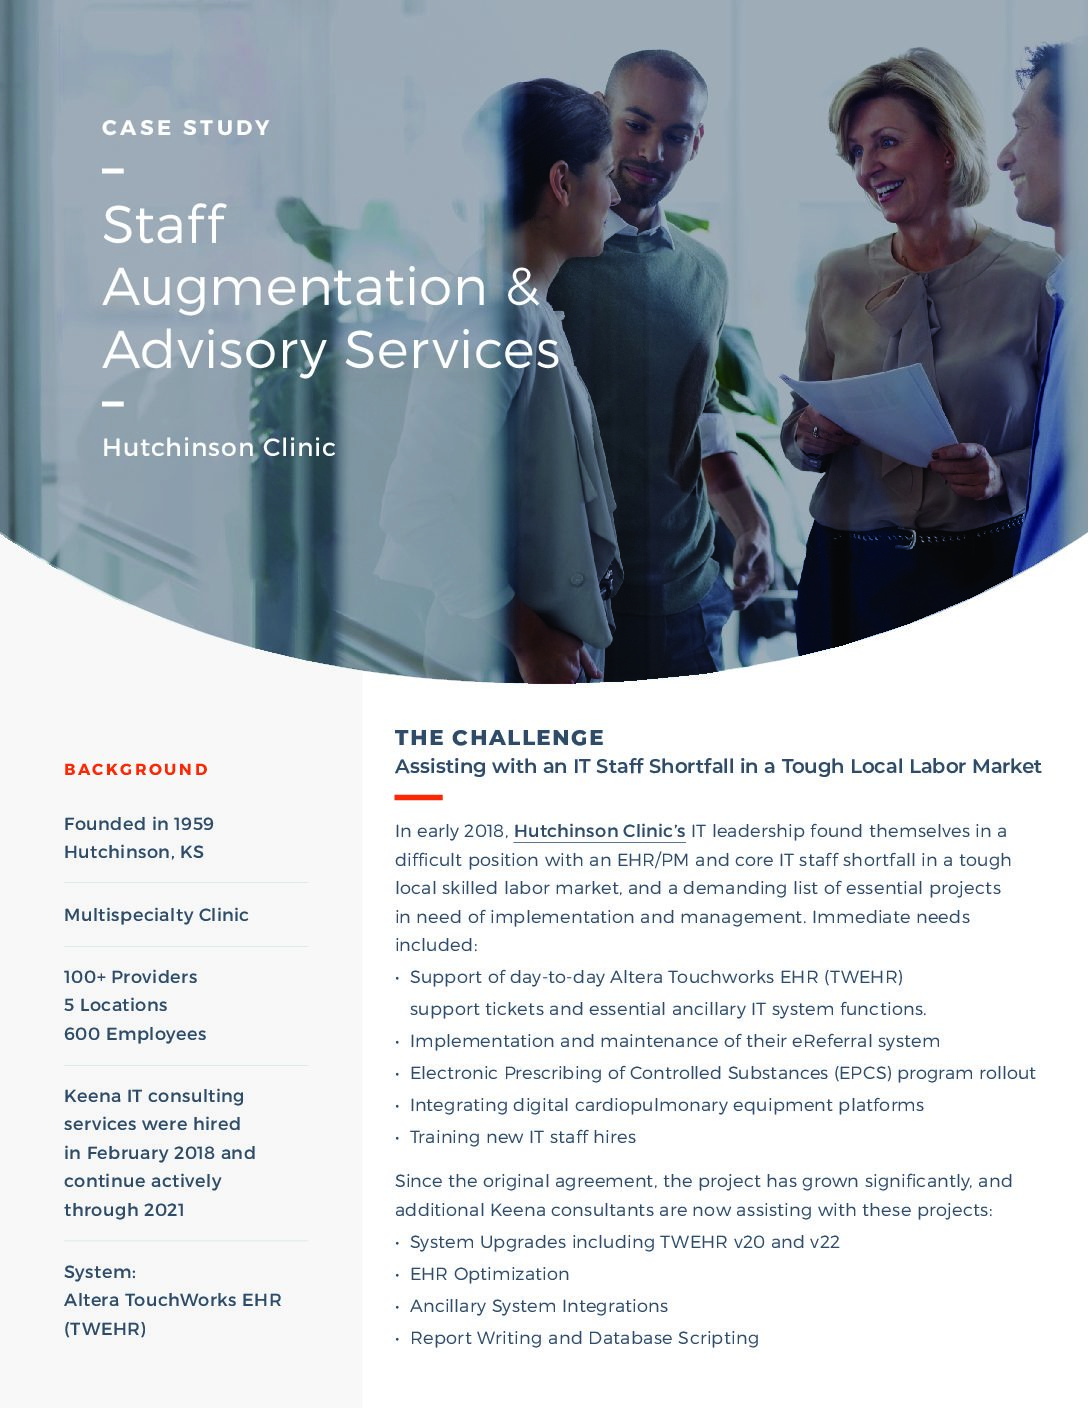 CASE STUDY
Staff
Augmentation &
Advisory Services
Hutchinson Clinic
BACKGROUND
Founded in 1959
Hutchinson, KS
Multispecialty Clinic
100+ Providers
5 Locations
600 Employees
Keena IT consulting
services were hired
in February 2018 and
continue actively
through 2021
System:
Altera TouchWorks EHR
(TWEHR)
THE CHALLENGE
Assisting with an IT Staff Shortfall in a Tough Local Labor Market
In early 2018, Hutchinson Clinic’s IT leadership found themselves in a
difficult position with an EHR/PM and core IT staff shortfall in a tough
local skilled labor market, and a demanding list of essential projects
in need of implementation and management. Immediate needs
included:
• Support of day-to-day Altera Touchworks EHR (TWEHR)
support tickets and essential ancillary IT system functions.
• Implementation and maintenance of their eReferral system
• Electronic Prescribing of Controlled Substances (EPCS) program rollout
• Integrating digital cardiopulmonary equipment platforms
• Training new IT staff hires
Since the original agreement, the project has grown significantly, and
additional Keena consultants are now assisting with these projects:
• System Upgrades including TWEHR v20 and v22
• EHR Optimization
• Ancillary System Integrations
• Report Writing and Database Scripting